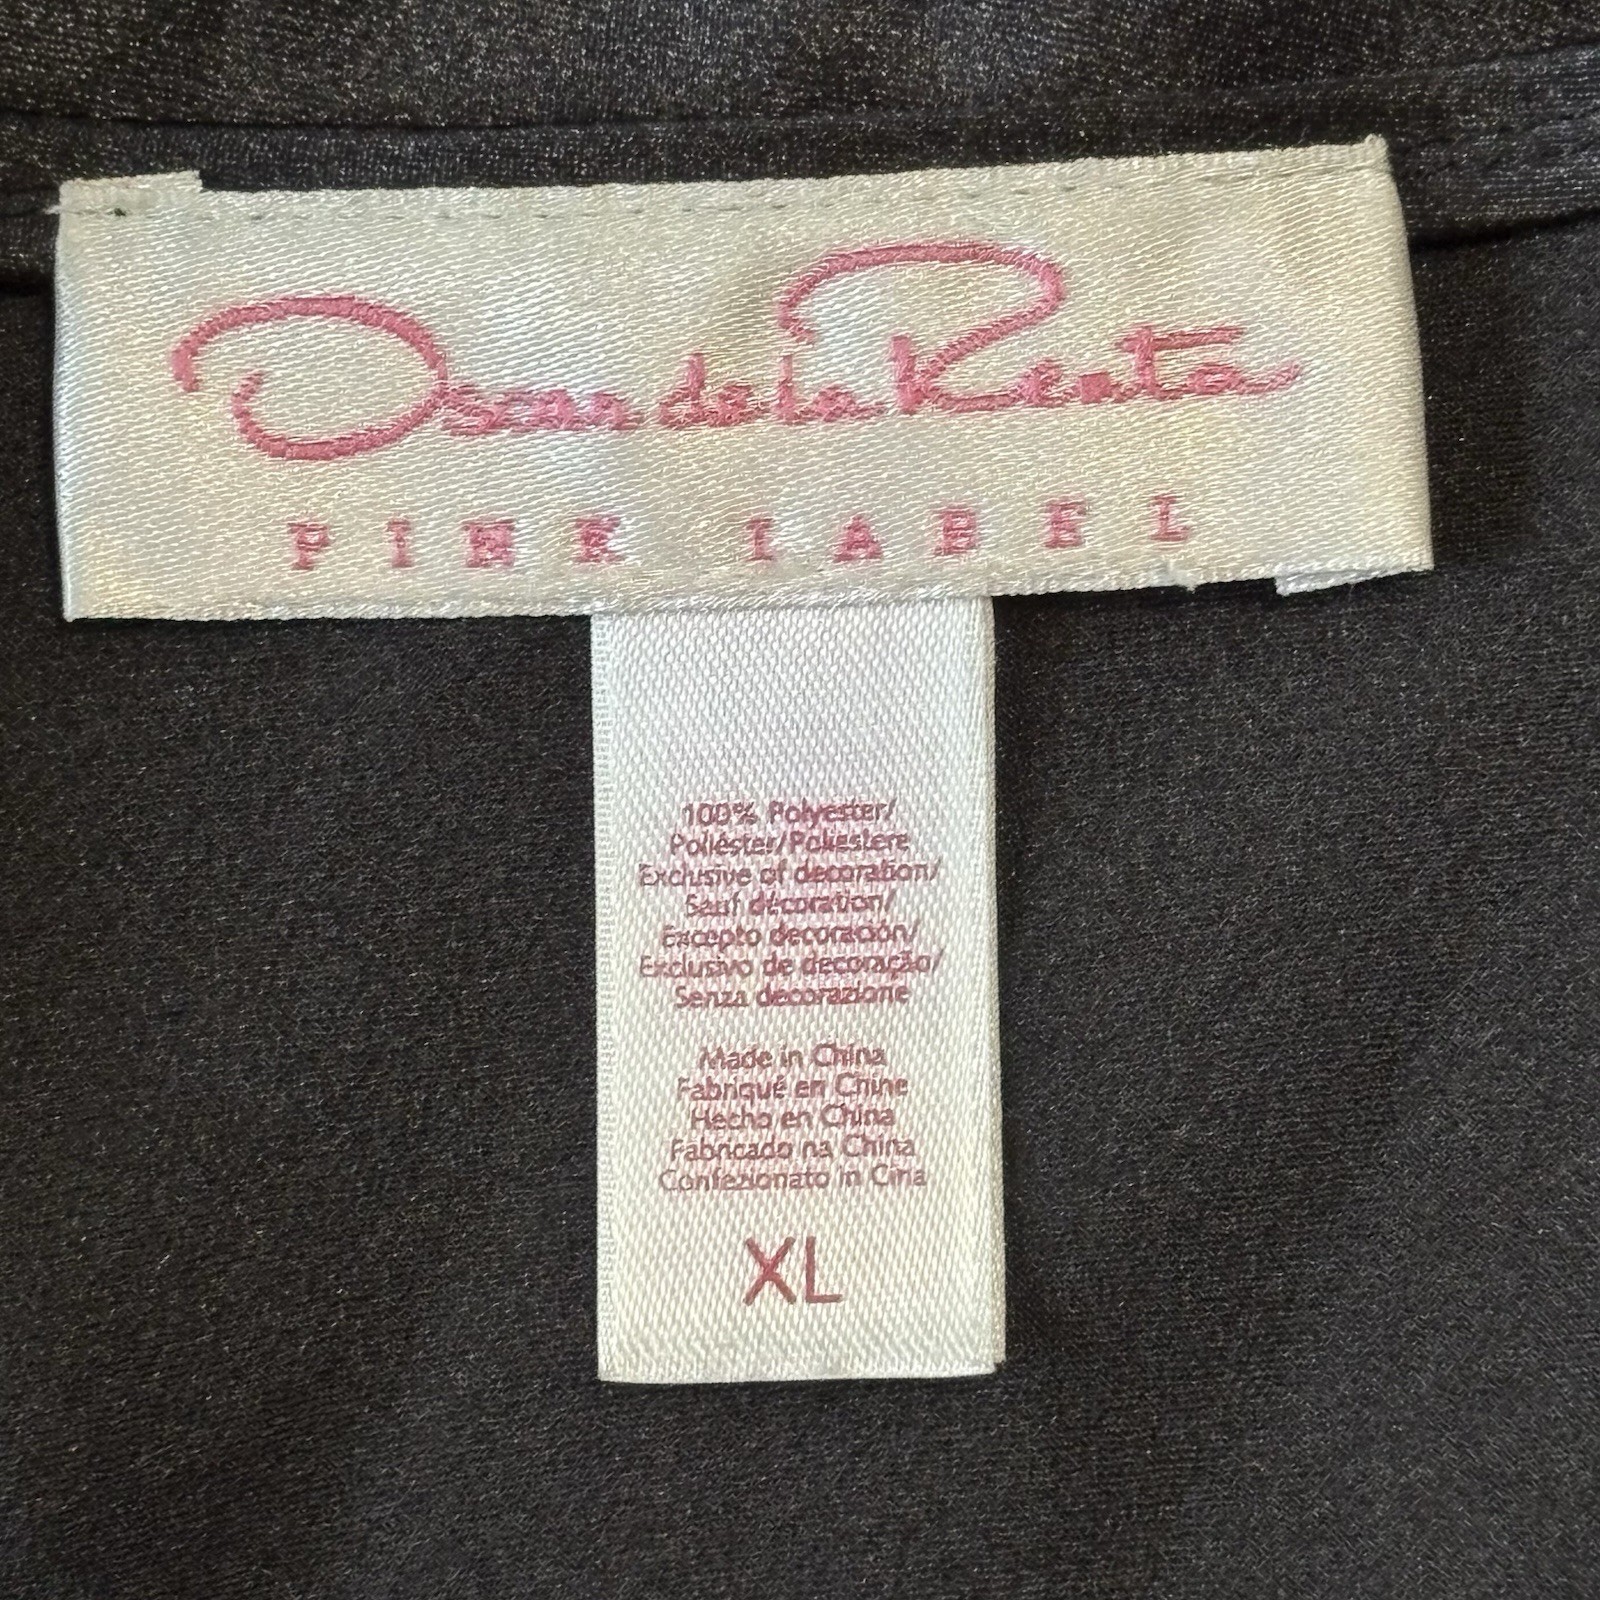 Oscar de la Renta
PINK LABEL
100% Polyester/
Poliéster/Poliestere
Exclusive of decoration/
Sauf décoration/
Excepto decoración/
Exclusivo de decoração/
Senza decorazione
Made in China
Fabriqué en Chine
Hecho en China
Fabricado na China
Confezionato in Cina
XL